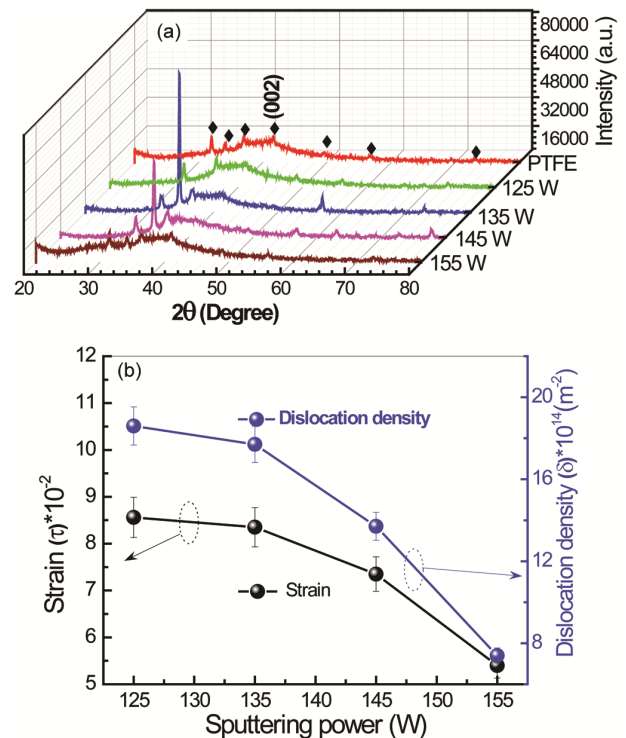 (a)
80000
64000
48000
32000
16000
Intensity (a.u.)
(002)
PTFE
125 W
135 W
145 W
155 W
20 30 40 50 60 70 80
2θ (Degree)
(b)
12
11
10
9
8
7
6
5
Strain (τ)*10⁻²
Dislocation density
Strain
20
16
12
8
Dislocation density (δ)*10¹⁴(m⁻²)
125 130 135 140 145 150 155
Sputtering power (W)